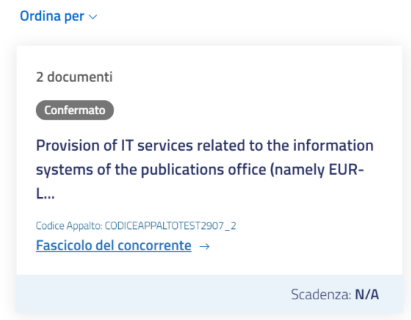 Ordina per
2 documenti
Confermato
Provision of IT services related to the information
systems of the publications office (namely EUR-
L...
Codice Appalto: CODICEAPPALTOTEST2907_2
Fascicolo del concorrente →
Scadenza: N/A